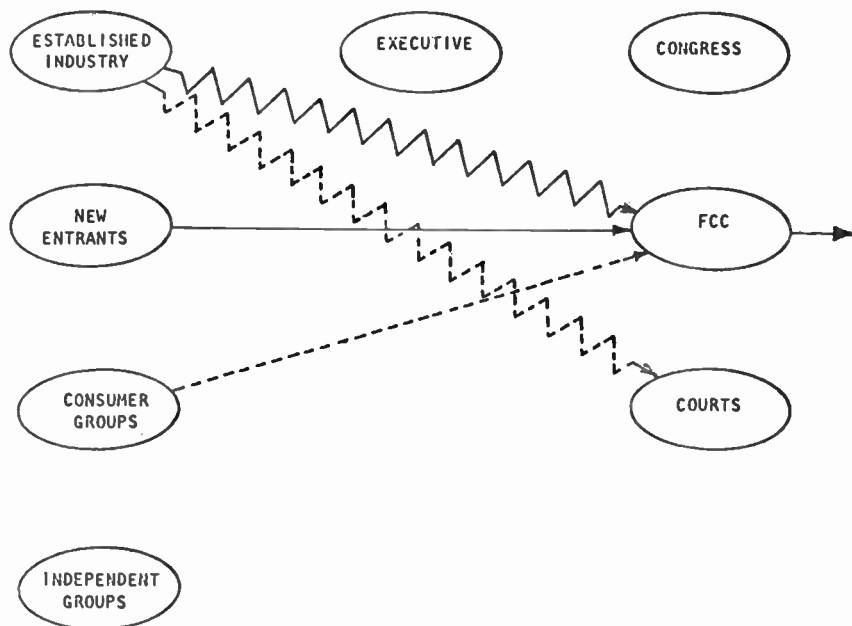 ESTABLISHED
INDUSTRY
EXECUTIVE
CONGRESS
NEW
ENTRANTS
FCC
CONSUMER
GROUPS
COURTS
INDEPENDENT
GROUPS